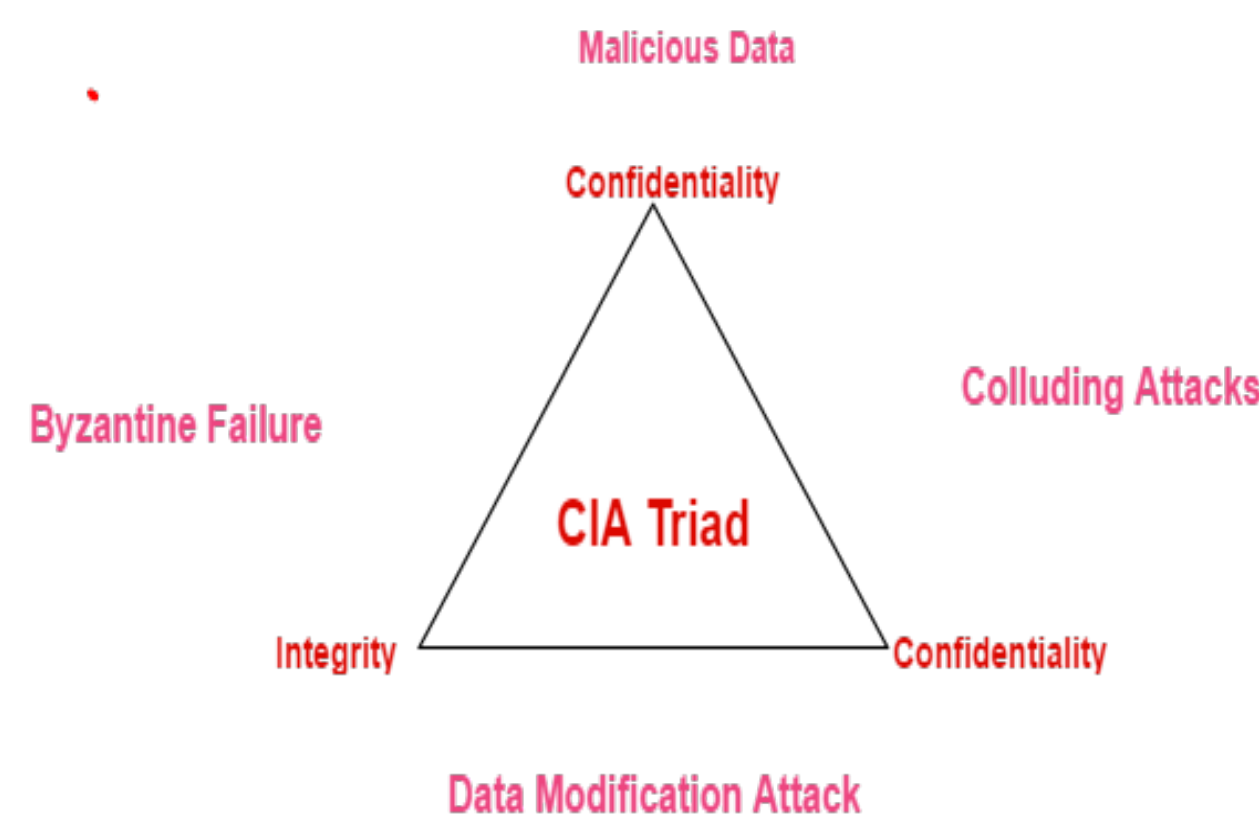 Malicious Data
Confidentiality
Colluding Attacks
Byzantine Failure
CIA Triad
Integrity
Confidentiality
Data Modification Attack